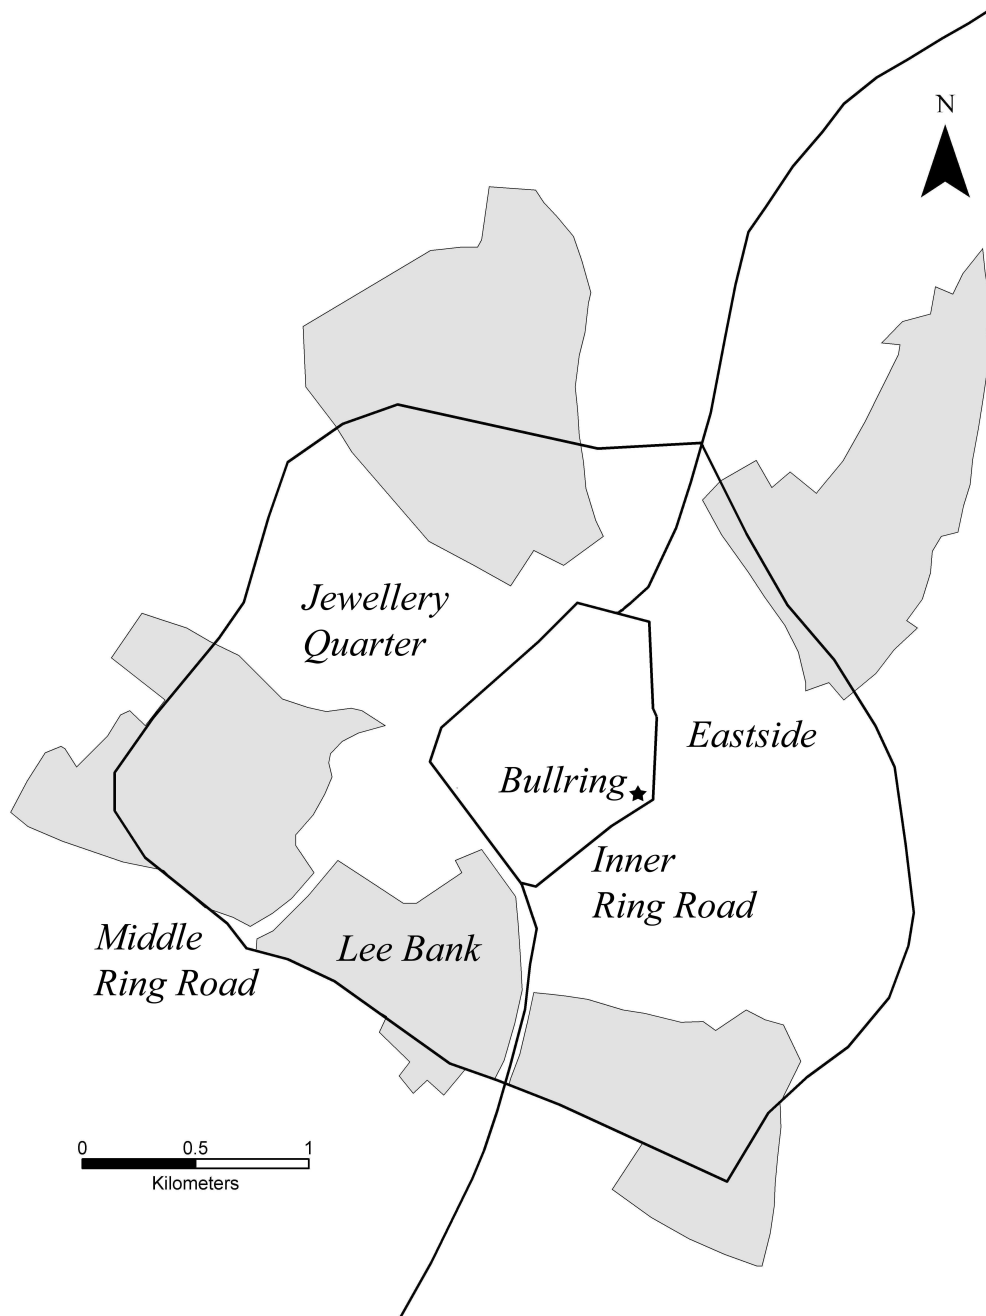 N
Jewellery
Quarter
Eastside
Bullring
Inner
Ring Road
Middle
Ring Road
Lee Bank
0 0.5 1
Kilometers